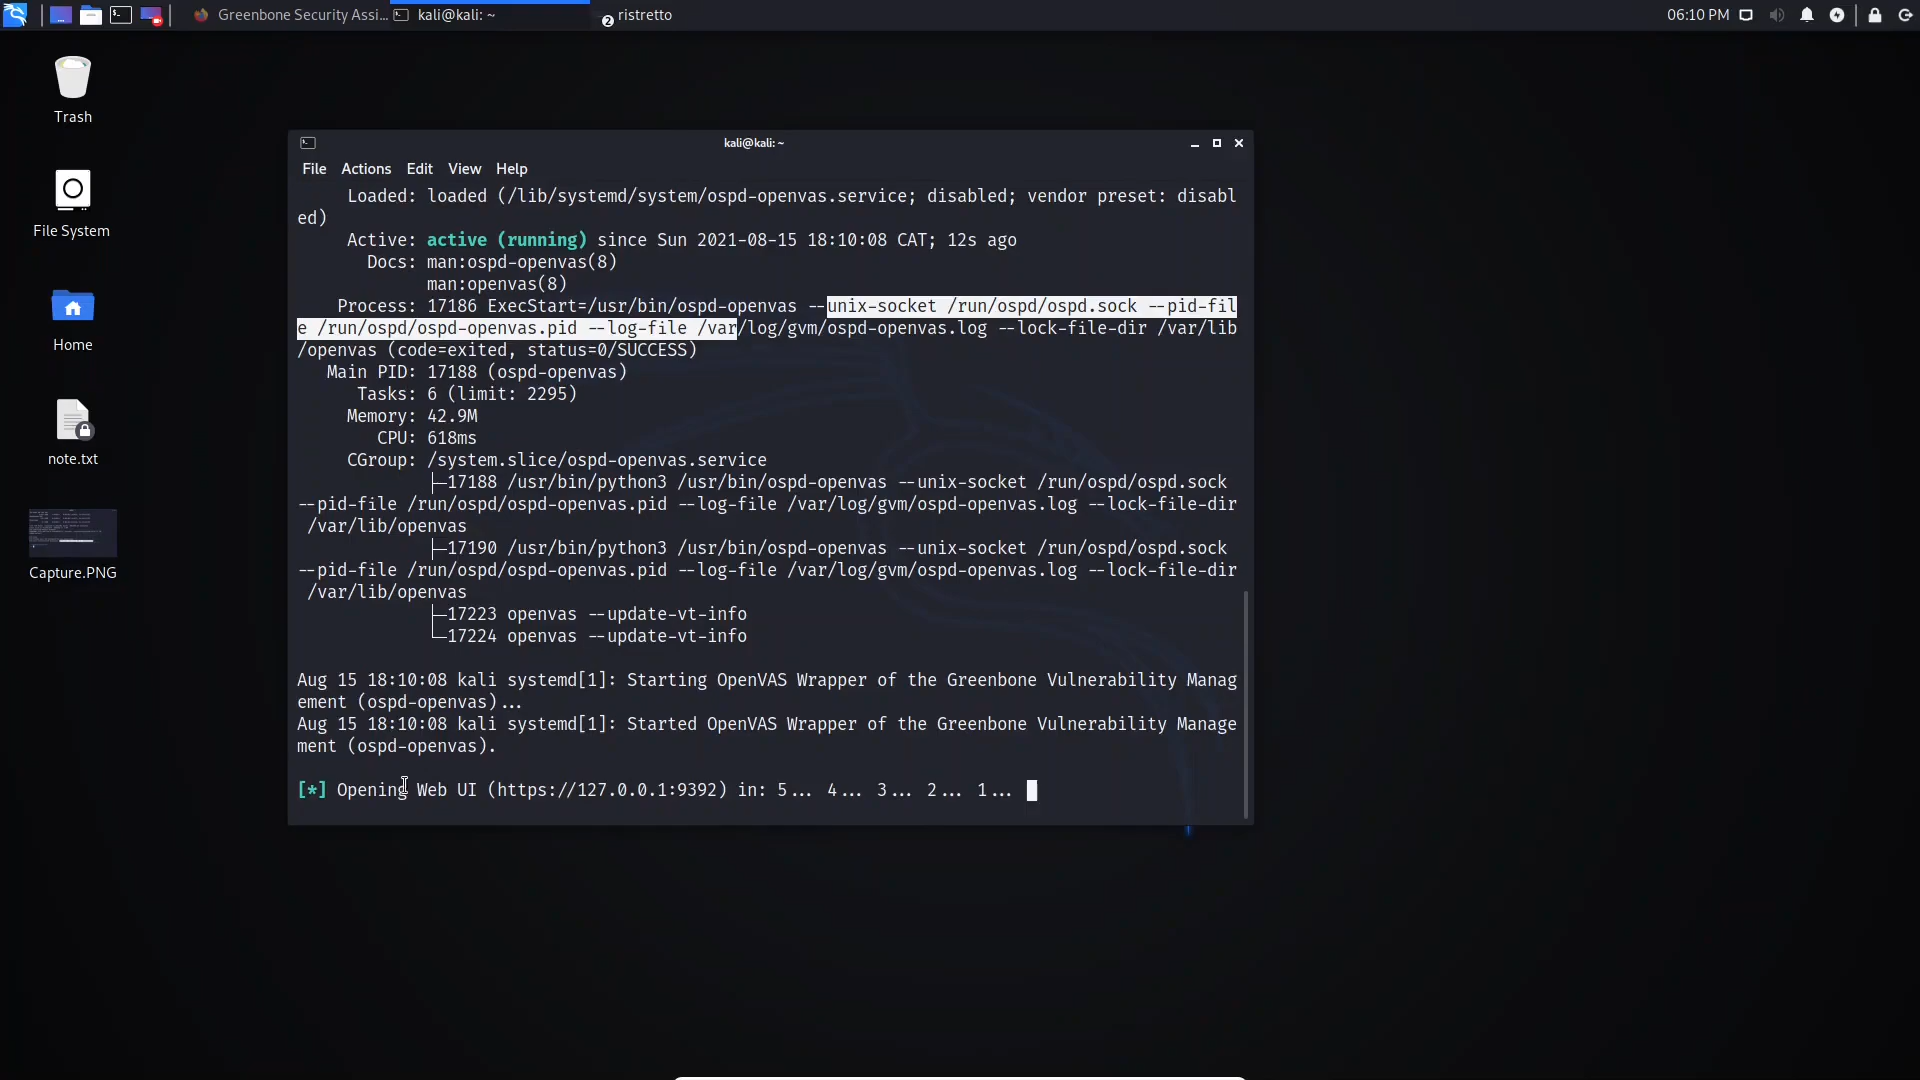 Greenbone Security Assi... kali@kali: ~ 2 ristretto 06:10 PM
Trash
File System
Home
note.txt
Capture.PNG
kali@kali: ~
File Actions Edit View Help
Loaded: loaded (/lib/systemd/system/ospd-openvas.service; disabled; vendor preset: disabl
ed)
Active: active (running) since Sun 2021-08-15 18:10:08 CAT; 12s ago
Docs: man:ospd-openvas(8)
man:openvas(8)
Process: 17186 ExecStart=/usr/bin/ospd-openvas --unix-socket /run/ospd/ospd.sock --pid-fil
e /run/ospd/ospd-openvas.pid --log-file /var/log/gvm/ospd-openvas.log --lock-file-dir /var/lib
/openvas (code=exited, status=0/SUCCESS)
Main PID: 17188 (ospd-openvas)
Tasks: 6 (limit: 2295)
Memory: 42.9M
CPU: 618ms
CGroup: /system.slice/ospd-openvas.service
├─17188 /usr/bin/python3 /usr/bin/ospd-openvas --unix-socket /run/ospd/ospd.sock
--pid-file /run/ospd/ospd-openvas.pid --log-file /var/log/gvm/ospd-openvas.log --lock-file-dir
/var/lib/openvas
├─17190 /usr/bin/python3 /usr/bin/ospd-openvas --unix-socket /run/ospd/ospd.sock
--pid-file /run/ospd/ospd-openvas.pid --log-file /var/log/gvm/ospd-openvas.log --lock-file-dir
/var/lib/openvas
├─17223 openvas --update-vt-info
└─17224 openvas --update-vt-info
Aug 15 18:10:08 kali systemd[1]: Starting OpenVAS Wrapper of the Greenbone Vulnerability Manag
ement (ospd-openvas)...
Aug 15 18:10:08 kali systemd[1]: Started OpenVAS Wrapper of the Greenbone Vulnerability Manage
ment (ospd-openvas).
[*] Opening Web UI (https://127.0.0.1:9392) in: 5... 4... 3... 2... 1...